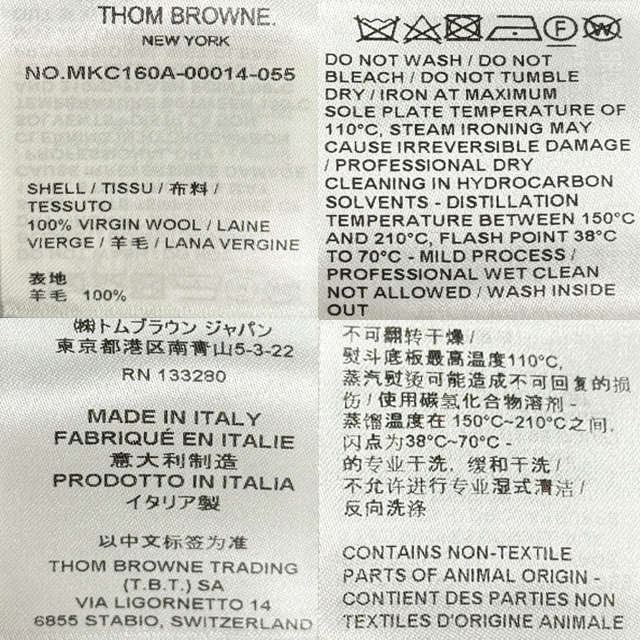 THOM BROWNE.
NEW YORK
NO.MKC160A-00014-055
SHELL / TISSU / 布料 /
TESSUTO
100% VIRGIN WOOL / LAINE
VIERGE / 羊毛 / LANA VERGINE
表地
羊毛 100%
DO NOT WASH / DO NOT
BLEACH / DO NOT TUMBLE
DRY / IRON AT MAXIMUM
SOLE PLATE TEMPERATURE OF
110°C, STEAM IRONING MAY
CAUSE IRREVERSIBLE DAMAGE
/ PROFESSIONAL DRY
CLEANING IN HYDROCARBON
SOLVENTS - DISTILLATION
TEMPERATURE BETWEEN 150°C
AND 210°C, FLASH POINT 38°C
TO 70°C - MILD PROCESS /
PROFESSIONAL WET CLEAN
NOT ALLOWED / WASH INSIDE
OUT
㈱トムブラウン ジャパン
東京都港区南青山5-3-22
RN 133280
MADE IN ITALY
FABRIQUÉ EN ITALIE
意大利制造
PRODOTTO IN ITALIA
イタリア製
以中文标签为准
THOM BROWNE TRADING
(T.B.T.) SA
VIA LIGORNETTO 14
6855 STABIO, SWITZERLAND
不可翻转干燥 /
熨斗底板最高温度110°C,
蒸汽熨烫可能造成不可回复的损
伤 / 使用碳氢化合物溶剂 -
蒸馏温度在 150°C~210°C之间,
闪点为38°C~70°C -
的专业干洗, 缓和干洗 /
不允许进行专业湿式清洁 /
反向洗涤
CONTAINS NON-TEXTILE
PARTS OF ANIMAL ORIGIN -
CONTIENT DES PARTIES NON
TEXTILES D'ORIGINE ANIMALE